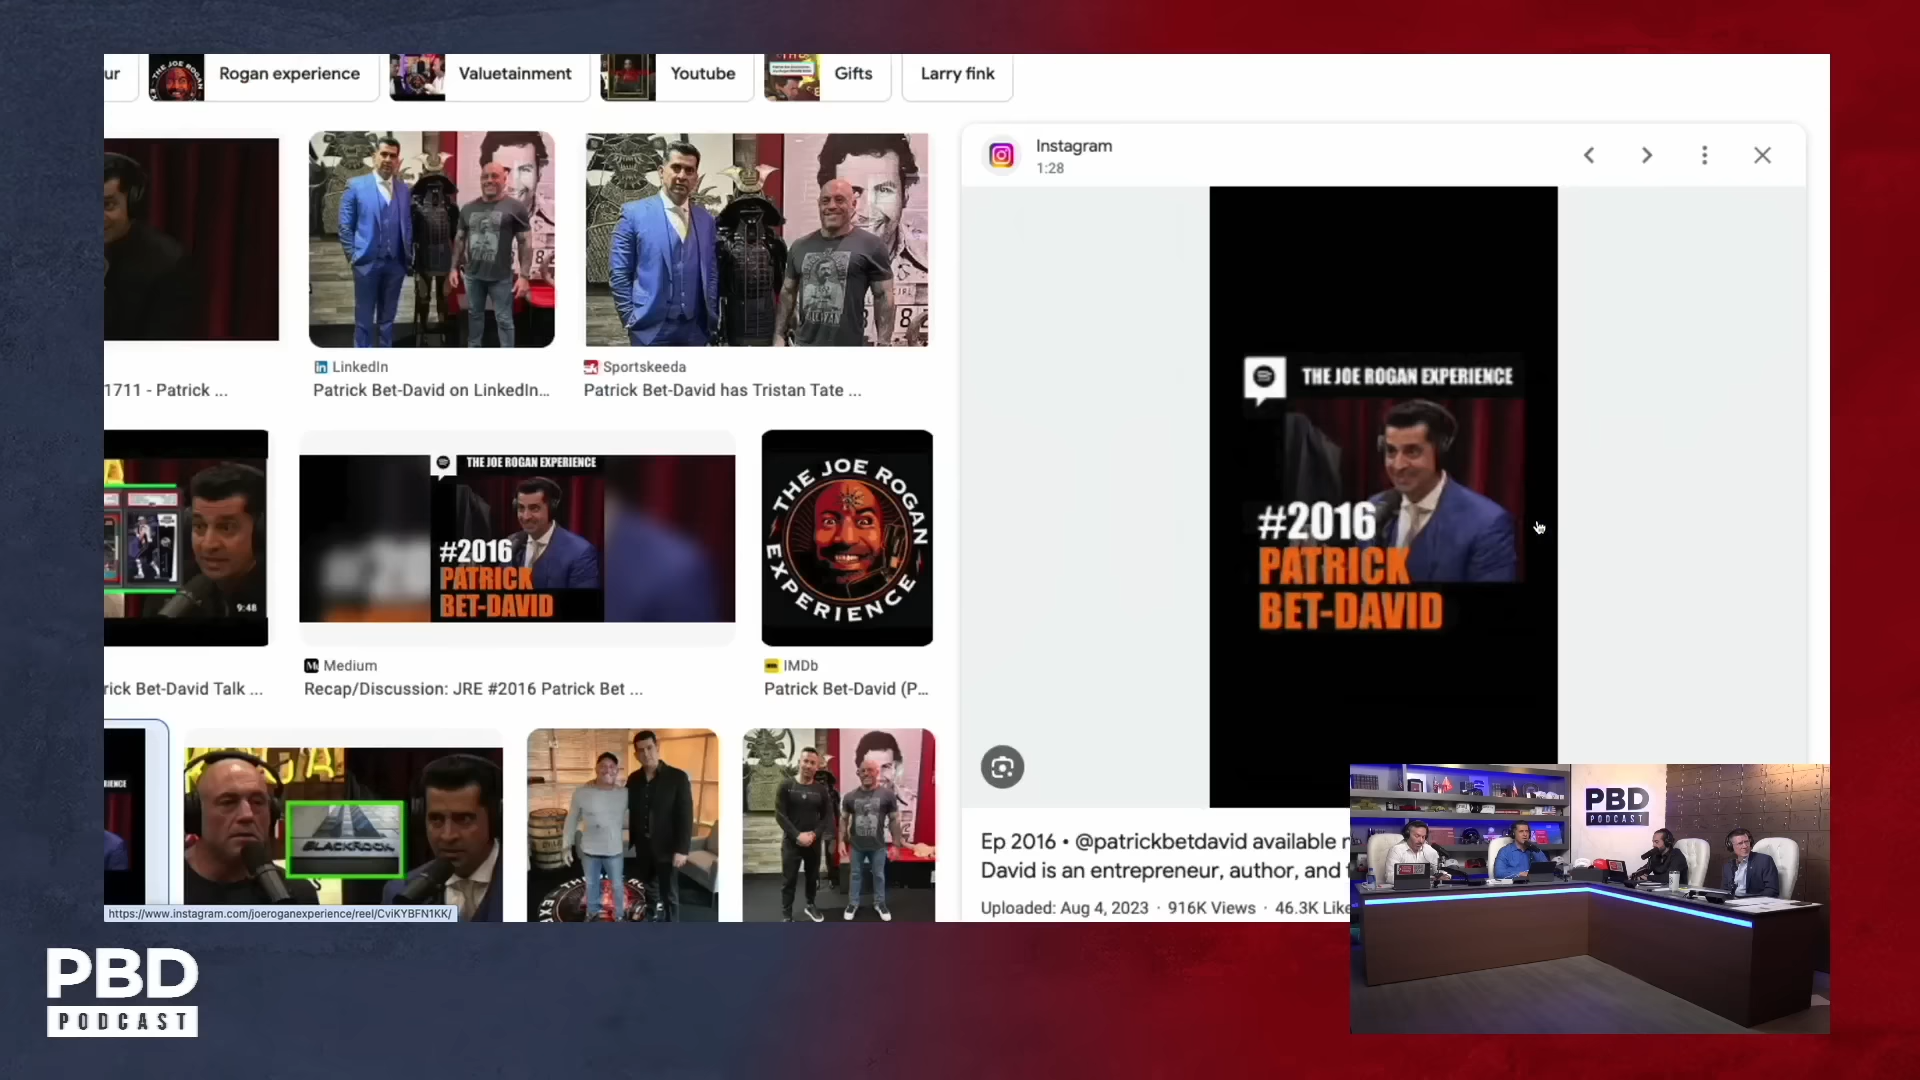 ur
Rogan experience
Valuetainment
Youtube
Gifts
Larry fink
Instagram
1:28
LinkedIn
Patrick Bet-David on LinkedIn...
Sportskeeda
Patrick Bet-David has Tristan Tate ...
1711 - Patrick ...
THE JOE ROGAN EXPERIENCE
#2016
PATRICK
BET-DAVID
9:48
THE JOE ROGAN EXPERIENCE
#2016
PATRICK
BET-DAVID
THE JOE ROGAN
EXPERIENCE
rick Bet-David Talk ...
Medium
Recap/Discussion: JRE #2016 Patrick Bet ...
IMDb
Patrick Bet-David (P...
BLACKROCK
Ep 2016 • @patrickbetdavid available
David is an entrepreneur, author, and
Uploaded: Aug 4, 2023 · 916K Views · 46.3K Like
https://www.instagram.com/joeroganexperience/reel/CviKYBFN1KK/
PBD
PODCAST
PBD
PODCAST